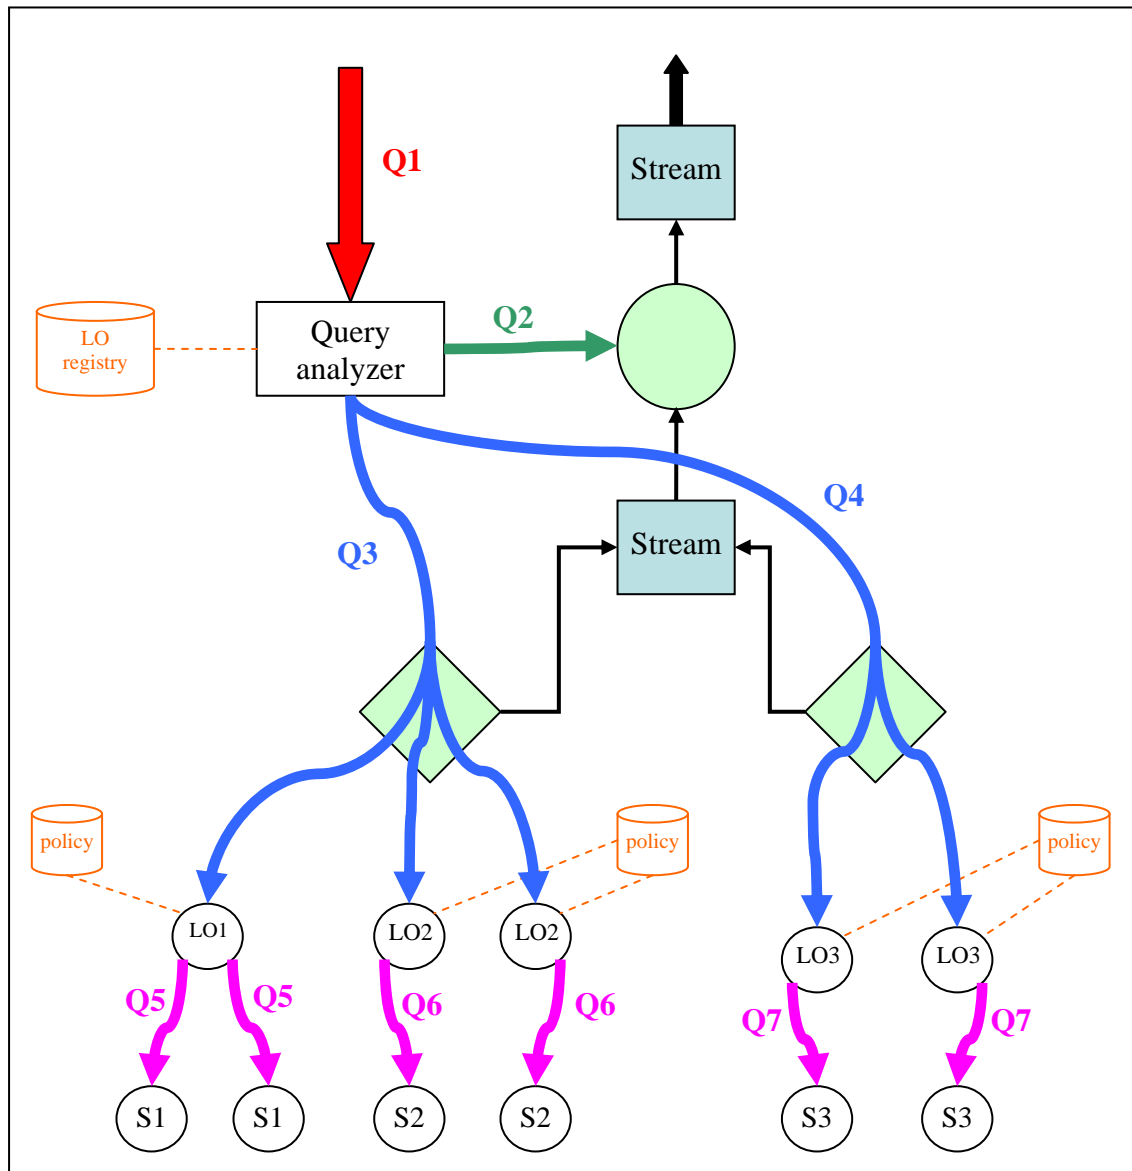 Q1
Stream
LO
registry
Query
analyzer
Q2
Q4
Stream
Q3
policy
policy
policy
LO1
LO2
LO2
LO3
LO3
Q5
Q5
Q6
Q6
Q7
Q7
S1
S1
S2
S2
S3
S3